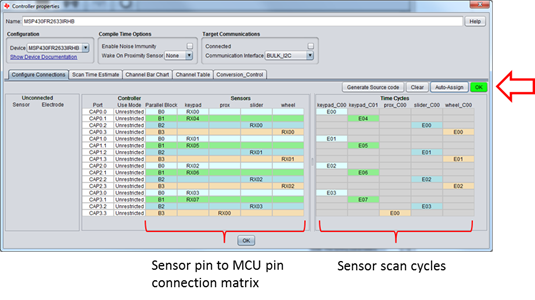 Controller properties
Name MSP430FR2633IRHB Help
Configuration Compile Time Options Target Communications
Device MSP430FR2633IRHB Enable Noise Immunity Connected
Show Device Documentation Wake On Proximity Sensor None Communication Interface BULK_I2C
Configure Connections Scan Time Estimate Channel Bar Chart Channel Table Conversion_Control
Generate Source code Clear Auto-Assign OK
Unconnected Controller Sensors Time Cycles
Sensor Electrode Port Use Mode Parallel Block keypad prox slider wheel keypad_C00 keypad_C01 prox_C00 slider_C00 wheel_C00
CAP0.0 Unrestricted B0 RX00 E00
CAP0.1 Unrestricted B1 RX04 E04
CAP0.2 Unrestricted B2 RX00 E00
CAP0.3 Unrestricted B3 RX00 E00
CAP1.0 Unrestricted B0 RX01 E01
CAP1.1 Unrestricted B1 RX05 E05
CAP1.2 Unrestricted B2 RX01 E01
CAP1.3 Unrestricted B3 RX01 E01
CAP2.0 Unrestricted B0 RX02 E02
CAP2.1 Unrestricted B1 RX06 E06
CAP2.2 Unrestricted B2 RX02 E02
CAP2.3 Unrestricted B3 RX02 E02
CAP3.0 Unrestricted B0 RX03 E03
CAP3.1 Unrestricted B1 RX07 E07
CAP3.2 Unrestricted B2 RX03 E03
CAP3.3 Unrestricted B3 RX00 E00
OK
Sensor pin to MCU pin
connection matrix
Sensor scan cycles